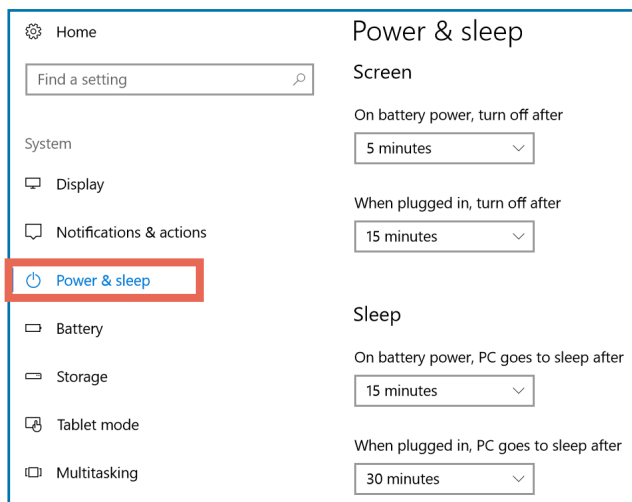 Home
Find a setting
System
Display
Notifications & actions
Power & sleep
Battery
Storage
Tablet mode
Multitasking
Power & sleep
Screen
On battery power, turn off after
5 minutes
When plugged in, turn off after
15 minutes
Sleep
On battery power, PC goes to sleep after
15 minutes
When plugged in, PC goes to sleep after
30 minutes